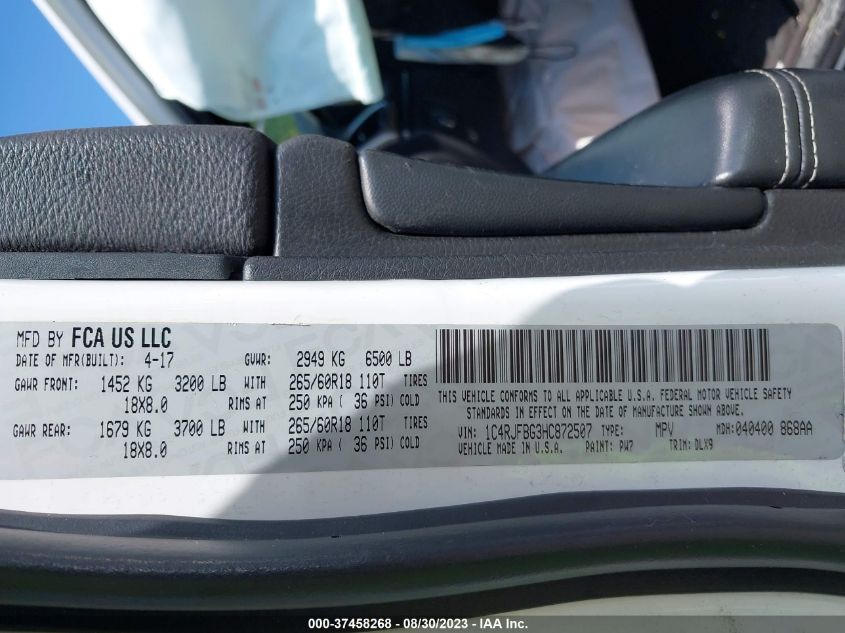 MFD BY FCA US LLC
DATE OF MFR(BUILT): 4-17 GVWR: 2949 KG 6500 LB
GAWR FRONT: 1452 KG 3200 LB WITH 265/60R18 110T TIRES
18X8.0 RIMS AT 250 KPA ( 36 PSI) COLD
GAWR REAR: 1679 KG 3700 LB WITH 265/60R18 110T TIRES
18X8.0 RIMS AT 250 KPA ( 36 PSI) COLD
THIS VEHICLE CONFORMS TO ALL APPLICABLE U.S.A. FEDERAL MOTOR VEHICLE SAFETY
STANDARDS IN EFFECT ON THE DATE OF MANUFACTURE SHOWN ABOVE.
VIN: 1C4RJFBG3HC872507 TYPE: MPV MDH: 040400 868AA
VEHICLE MADE IN U.S.A. PAINT: PW7 TRIM: DLX9
000-37458268 - 08/30/2023 - © IAA Inc.